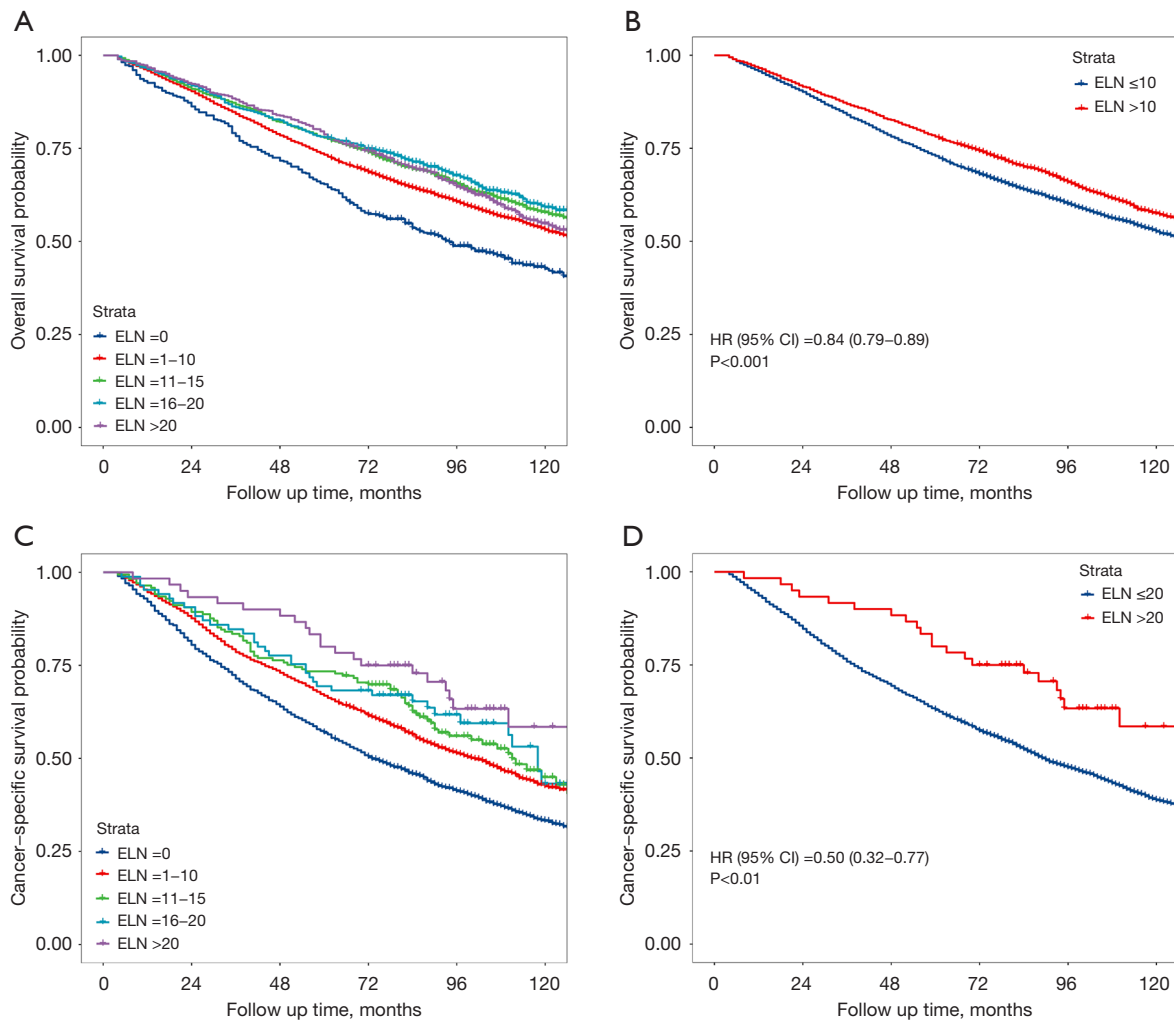 A
1.00
0.75
0.50
0.25
0.00
Overall survival probability
Strata
ELN =0
ELN =1–10
ELN =11–15
ELN =16–20
ELN >20
0 24 48 72 96 120
Follow up time, months
B
1.00
0.75
0.50
0.25
0.00
Overall survival probability
Strata
ELN ≤10
ELN >10
HR (95% CI) =0.84 (0.79–0.89)
P<0.001
0 24 48 72 96 120
Follow up time, months
C
1.00
0.75
0.50
0.25
0.00
Cancer–specific survival probability
Strata
ELN =0
ELN =1–10
ELN =11–15
ELN =16–20
ELN >20
0 24 48 72 96 120
Follow up time, months
D
1.00
0.75
0.50
0.25
0.00
Cancer–specific survival probability
Strata
ELN ≤20
ELN >20
HR (95% CI) =0.50 (0.32–0.77)
P<0.01
0 24 48 72 96 120
Follow up time, months